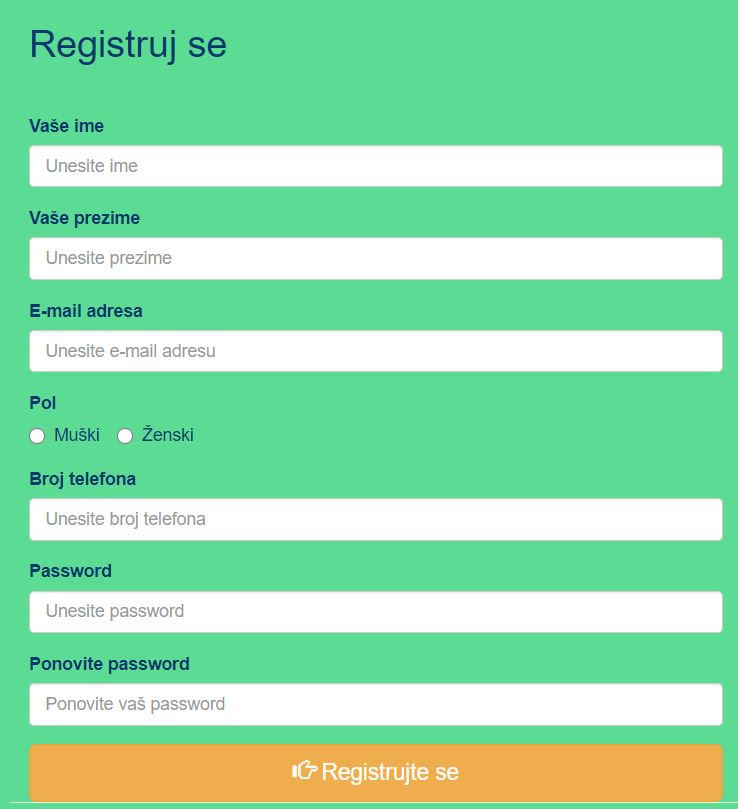 Registruj se
Vaše ime
Unesite ime
Vaše prezime
Unesite prezime
E-mail adresa
Unesite e-mail adresu
Pol
Muški Ženski
Broj telefona
Unesite broj telefona
Password
Unesite password
Ponovite password
Ponovite vaš password
Registrujte se